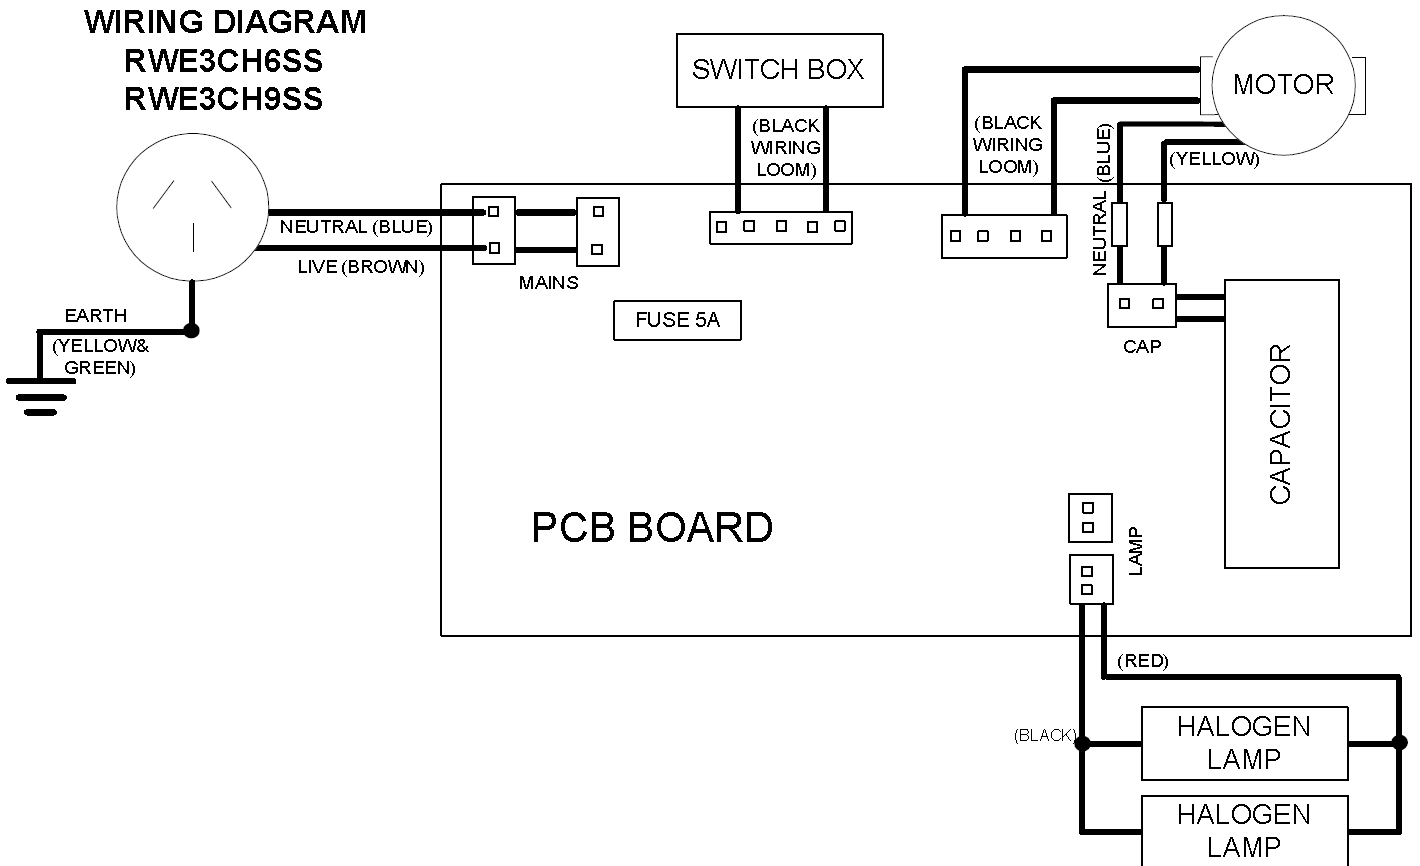 WIRING DIAGRAM
RWE3CH6SS
RWE3CH9SS
SWITCH BOX
MOTOR
(BLACK
WIRING
LOOM)
(BLACK
WIRING
LOOM)
NEUTRAL (BLUE)
(YELLOW)
NEUTRAL (BLUE)
LIVE (BROWN)
MAINS
EARTH
(YELLOW&
GREEN)
FUSE 5A
CAP
CAPACITOR
PCB BOARD
LAMP
(RED)
(BLACK)
HALOGEN
LAMP
HALOGEN
LAMP